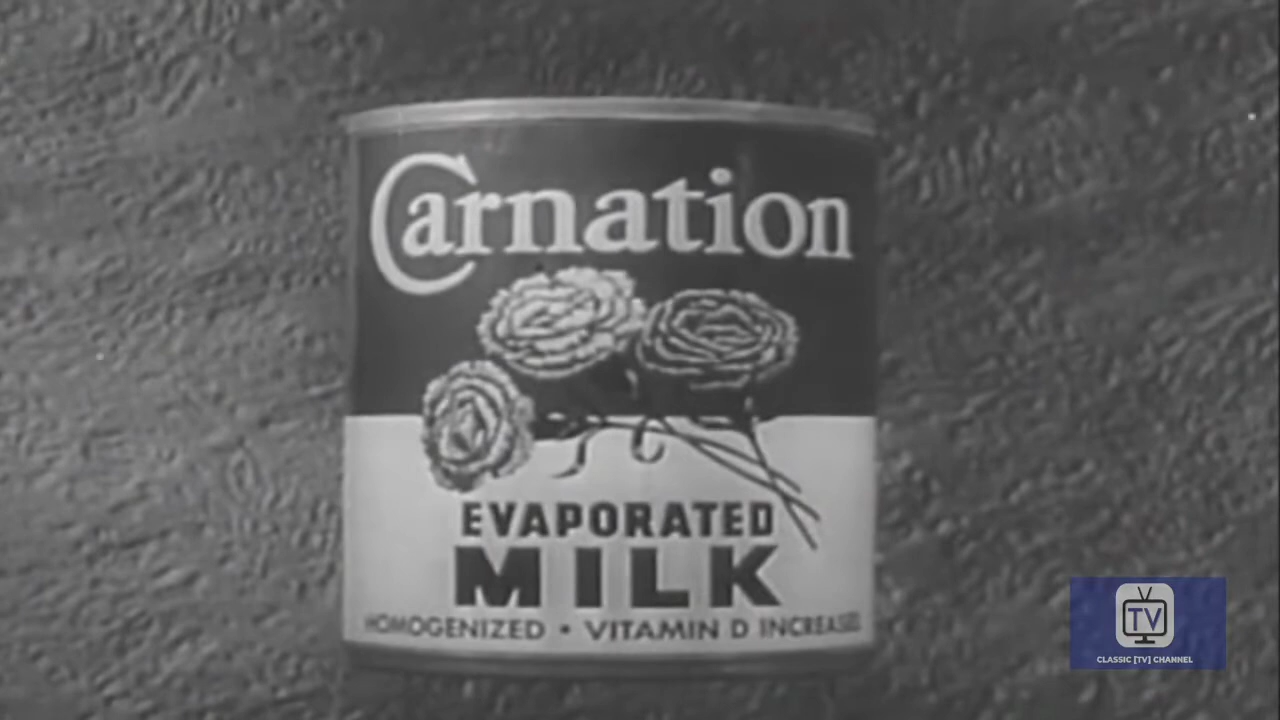 Carnation
EVAPORATED
MILK
HOMOGENIZED • VITAMIN D INCREASED
TV
CLASSIC [TV] CHANNEL